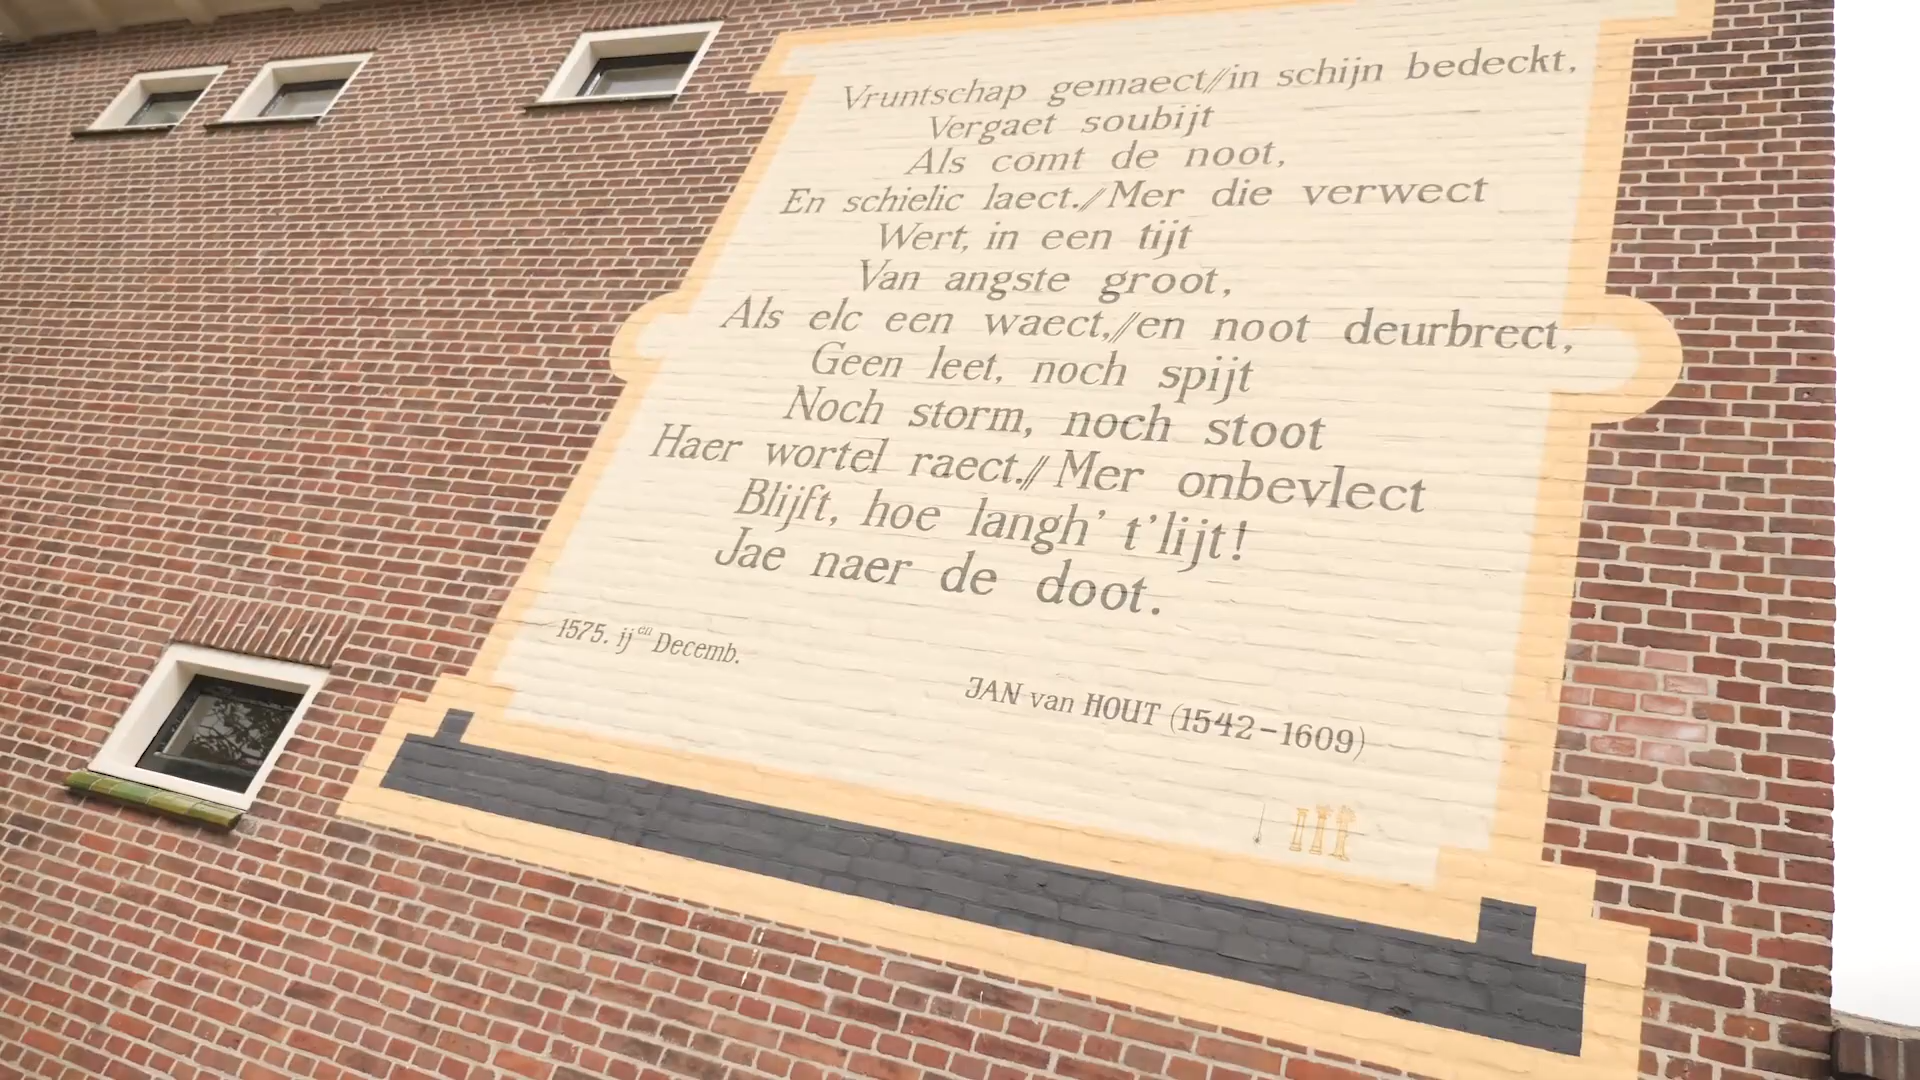 Vruntschap gemaect//in schijn bedeckt,
Vergaet soubijt
Als comt de noot,
En schielic laect.//Mer die verwect
Wert, in een tijt
Van angste groot,
Als elc een waect,//en noot deurbrect,
Geen leet, noch spijt
Noch storm, noch stoot
Haer wortel raect.//Mer onbevlect
Blijft, hoe langh' t'lijt!
Jae naer de doot.
1575. ijen Decemb.
JAN van HOUT (1542-1609)